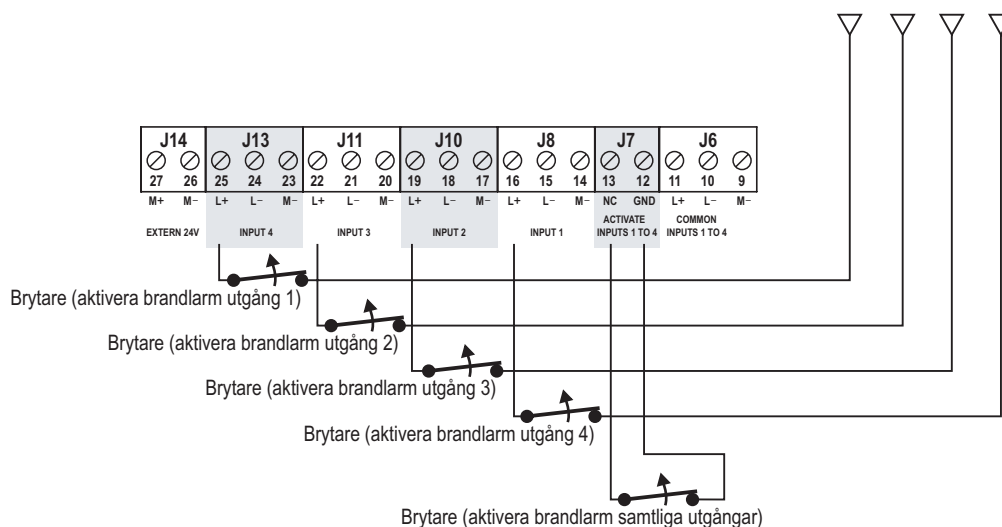 J14 J13 J11 J10 J8 J7 J6
27 26 25 24 23 22 21 20 19 18 17 16 15 14 13 12 11 10 9
M+ M− L+ L− M− L+ L− M− L+ L− M− L+ L− M− NC GND L+ L− M−
EXTERN 24V INPUT 4 INPUT 3 INPUT 2 INPUT 1 ACTIVATE COMMON
INPUTS 1 TO 4 INPUTS 1 TO 4
Brytare (aktivera brandlarm utgång 1)
Brytare (aktivera brandlarm utgång 2)
Brytare (aktivera brandlarm utgång 3)
Brytare (aktivera brandlarm utgång 4)
Brytare (aktivera brandlarm samtliga utgångar)